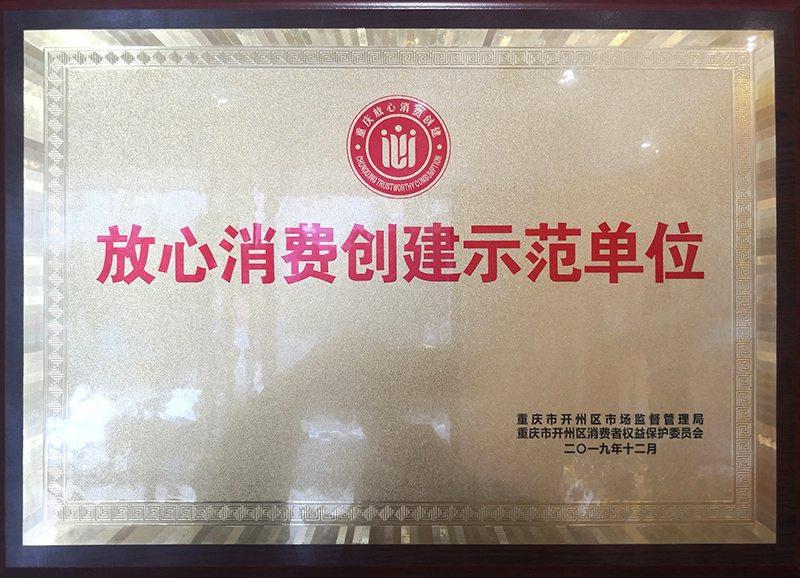 重庆放心消费创建
CHONGQING TRUSTWORTHY CONSUMPTION
放心消费创建示范单位
重庆市开州区市场监督管理局
重庆市开州区消费者权益保护委员会
二〇一九年十二月